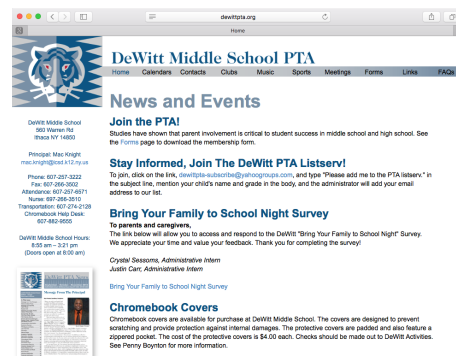 dewittpta.org
Home
DeWitt Middle School PTA
Home Calendars Contacts Clubs Music Sports Meetings Forms Links FAQs
News and Events
Join the PTA!
Studies have shown that parent involvement is critical to student success in middle school and high school. See
the Forms page to download the membership form.
Stay Informed, Join The DeWitt PTA Listserv!
To join, click on the link, dewittpta-subscribe@yahoogroups.com, and type "Please add me to the PTA listserv." in
the subject line, mention your child's name and grade in the body, and the administrator will add your email
address to our list.
Bring Your Family to School Night Survey
To parents and caregivers,
The link below will allow you to access and respond to the DeWitt "Bring Your Family to School Night" Survey.
We appreciate your time and value your feedback. Thank you for completing the survey!
Crystal Sessoms, Administrative Intern
Justin Carr, Administrative Intern
Bring Your Family to School Night Survey
Chromebook Covers
Chromebook covers are available for purchase at DeWitt Middle School. The covers are designed to prevent
scratching and provide protection against internal damages. The protective covers are padded and also feature a
zippered pocket. The cost of the protective covers is $4.00 each. Checks should be made out to DeWitt Activities.
See Penny Boynton for more information.
DeWitt Middle School
560 Warren Rd
Ithaca NY 14850
Principal: Mac Knight
mac.knight@icsd.k12.ny.us
Phone: 607-257-3222
Fax: 607-266-3502
Attendance: 607-257-6571
Nurse: 697-266-3510
Transportation: 607-274-2128
Chromebook Help Desk:
607-882-9555
DeWitt Middle School Hours:
8:55 am – 3:21 pm
(Doors open at 8:00 am)
DeWitt PTA News
Message From The Principal